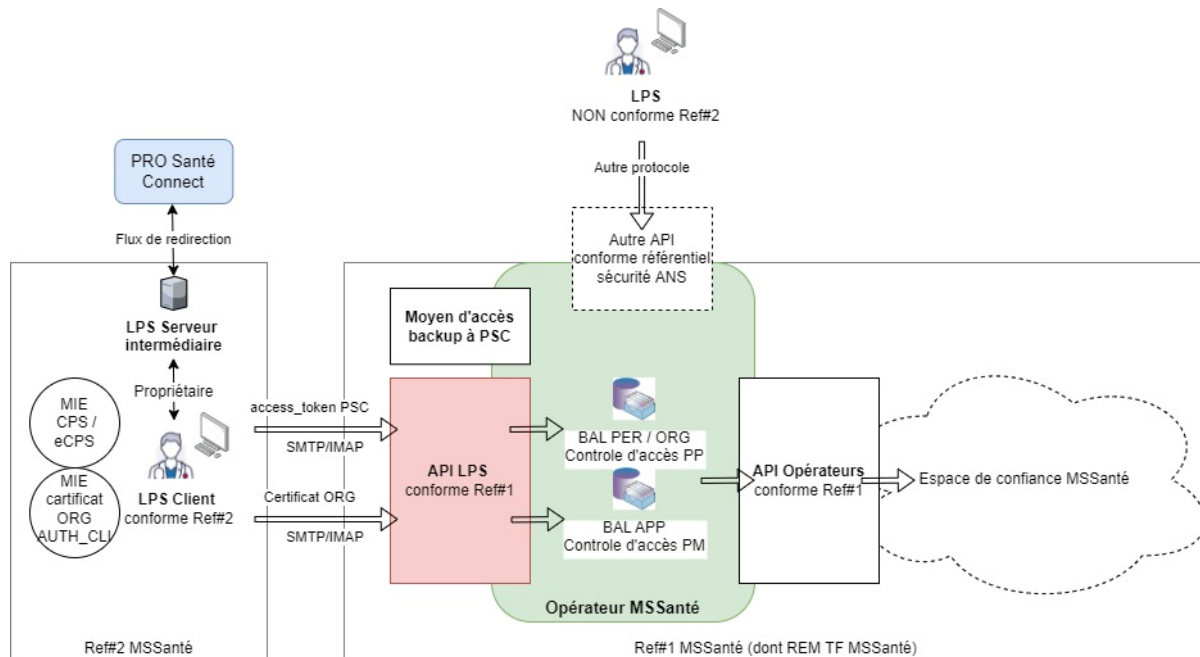 LPS
NON conforme Ref#2
Autre protocole
PRO Santé
Connect
Flux de redirection
Autre API
conforme référentiel
sécurité ANS
LPS Serveur
intermédiaire
Moyen d'accès
backup à PSC
Propriétaire
MIE
CPS /
eCPS
access_token PSC
SMTP/IMAP
BAL PER / ORG
Controle d'accès PP
API LPS
conforme Ref#1
API Opérateurs
conforme Ref#1
Espace de confiance MSSanté
MIE
cartificat
ORG
AUTH_CLI
LPS Client
conforme Ref#2
Certificat ORG
SMTP/IMAP
BAL APP
Controle d'accès PM
Opérateur MSSanté
Ref#2 MSSanté
Ref#1 MSSanté (dont REM TF MSSanté)